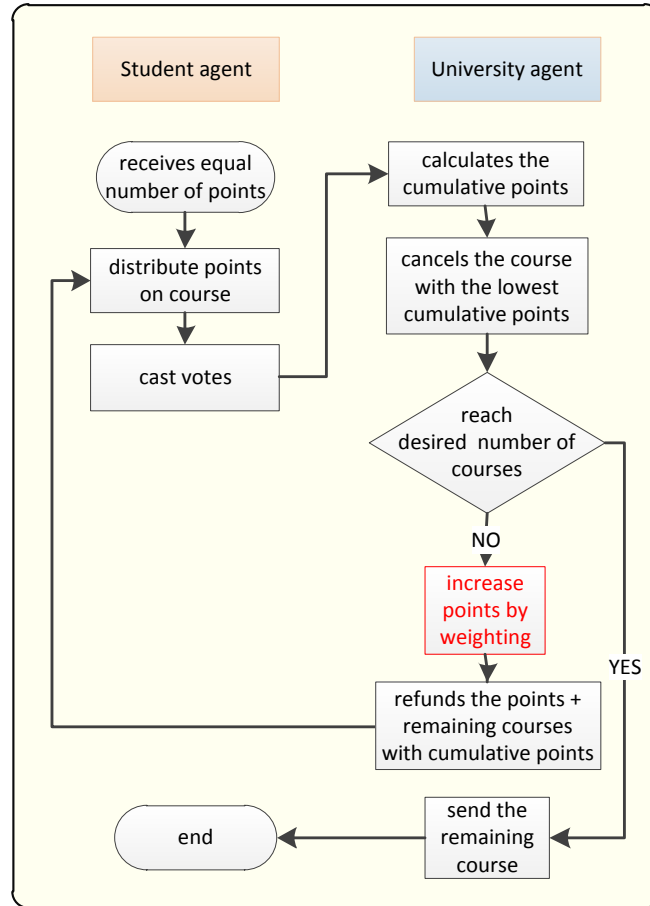 Student agent
University agent
receives equal
number of points
distribute points
on course
cast votes
calculates the
cumulative points
cancels the course
with the lowest
cumulative points
reach
desired number of
courses
NO
increase
points by
weighting
YES
refunds the points +
remaining courses
with cumulative points
send the
remaining
course
end